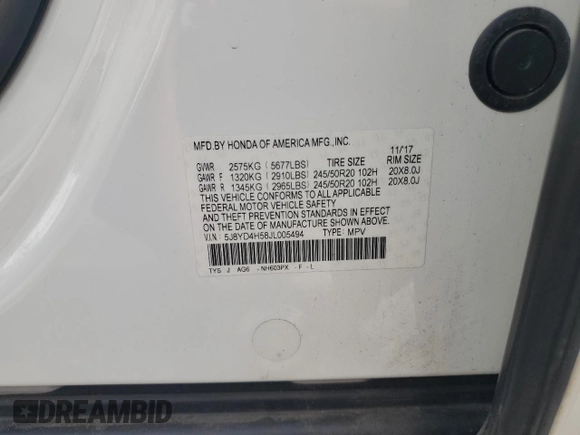 MFD.BY HONDA OF AMERICA MFG.,INC. 11/17
TIRE SIZE RIM SIZE
GVWR 2575KG (5677LBS)
GAWR F 1320KG (2910LBS) 245/50R20 102H 20X8.0J
GAWR R 1345KG (2965LBS) 245/50R20 102H 20X8.0J
THIS VEHICLE CONFORMS TO ALL APPLICABLE
FEDERAL MOTOR VEHICLE SAFETY
AND THEFT PREVENTION STANDARDS IN EFFECT
ON THE DATE OF MANUFACTURE SHOWN ABOVE.
V.I.N.: 5J8YD4H58JL005494 TYPE: MPV
TYS J AG6 -NH603PX -F -L
DREAMBID